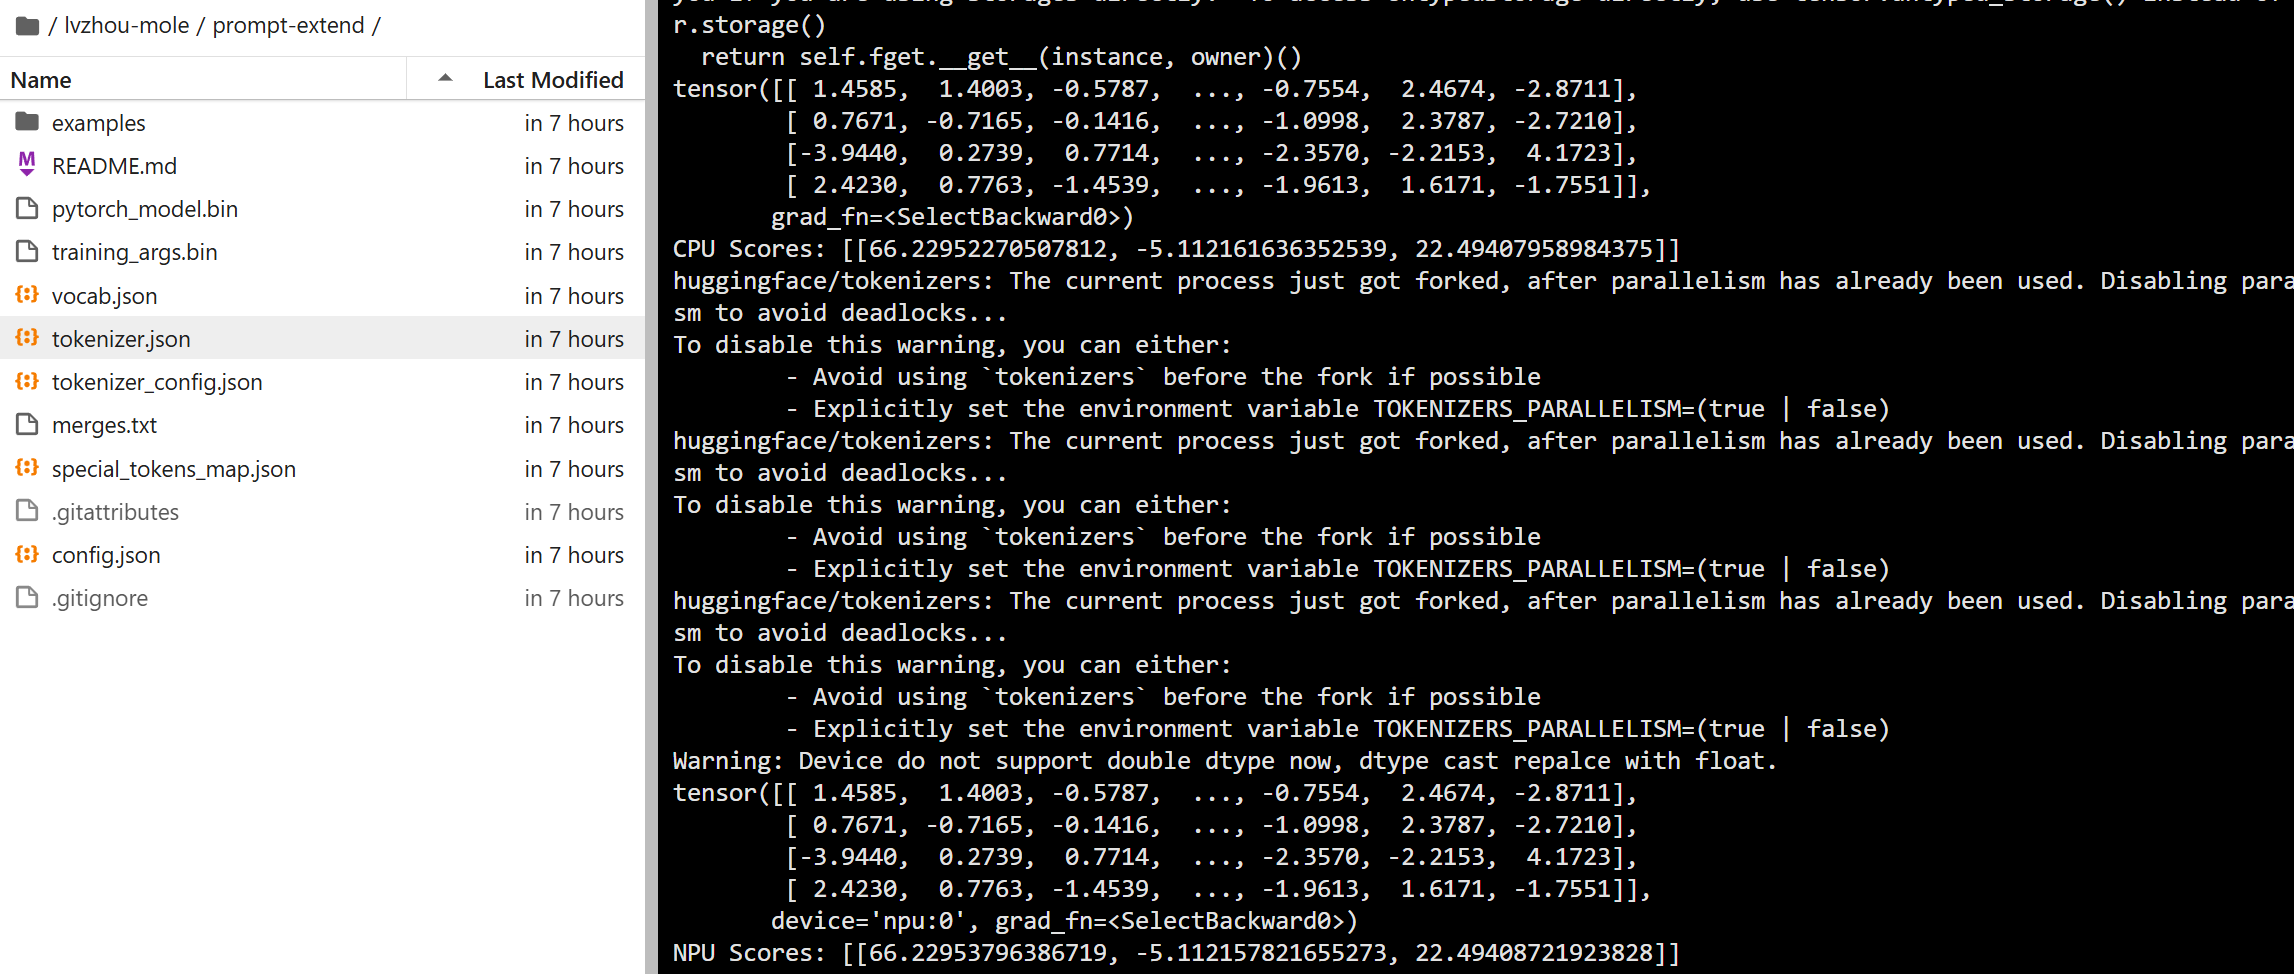 / lvzhou-mole / prompt-extend /
Name Last Modified
examples in 7 hours
README.md in 7 hours
pytorch_model.bin in 7 hours
training_args.bin in 7 hours
vocab.json in 7 hours
tokenizer.json in 7 hours
tokenizer_config.json in 7 hours
merges.txt in 7 hours
special_tokens_map.json in 7 hours
.gitattributes in 7 hours
config.json in 7 hours
.gitignore in 7 hours
r.storage()
  return self.fget.__get__(instance, owner)()
tensor([[ 1.4585,  1.4003, -0.5787,  ..., -0.7554,  2.4674, -2.8711],
        [ 0.7671, -0.7165, -0.1416,  ..., -1.0998,  2.3787, -2.7210],
        [-3.9440,  0.2739,  0.7714,  ..., -2.3570, -2.2153,  4.1723],
        [ 2.4230,  0.7763, -1.4539,  ..., -1.9613,  1.6171, -1.7551]],
       grad_fn=<SelectBackward0>)
CPU Scores: [[66.22952270507812, -5.112161636352539, 22.49407958984375]]
huggingface/tokenizers: The current process just got forked, after parallelism has already been used. Disabling para
sm to avoid deadlocks...
To disable this warning, you can either:
        - Avoid using `tokenizers` before the fork if possible
        - Explicitly set the environment variable TOKENIZERS_PARALLELISM=(true | false)
huggingface/tokenizers: The current process just got forked, after parallelism has already been used. Disabling para
sm to avoid deadlocks...
To disable this warning, you can either:
        - Avoid using `tokenizers` before the fork if possible
        - Explicitly set the environment variable TOKENIZERS_PARALLELISM=(true | false)
huggingface/tokenizers: The current process just got forked, after parallelism has already been used. Disabling para
sm to avoid deadlocks...
To disable this warning, you can either:
        - Avoid using `tokenizers` before the fork if possible
        - Explicitly set the environment variable TOKENIZERS_PARALLELISM=(true | false)
Warning: Device do not support double dtype now, dtype cast repalce with float.
tensor([[ 1.4585,  1.4003, -0.5787,  ..., -0.7554,  2.4674, -2.8711],
        [ 0.7671, -0.7165, -0.1416,  ..., -1.0998,  2.3787, -2.7210],
        [-3.9440,  0.2739,  0.7714,  ..., -2.3570, -2.2153,  4.1723],
        [ 2.4230,  0.7763, -1.4539,  ..., -1.9613,  1.6171, -1.7551]],
       device='npu:0', grad_fn=<SelectBackward0>)
NPU Scores: [[66.22953796386719, -5.112157821655273, 22.49408721923828]]